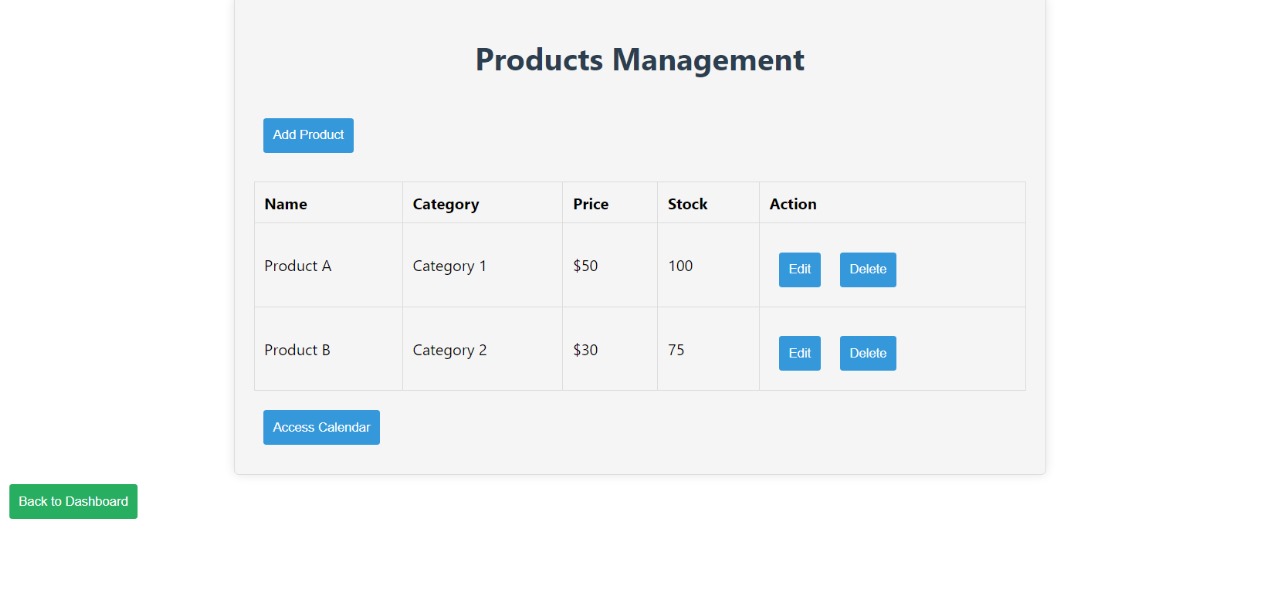 Products Management
Add Product
Name Category Price Stock Action
Product A Category 1 $50 100 Edit Delete
Product B Category 2 $30 75 Edit Delete
Access Calendar
Back to Dashboard